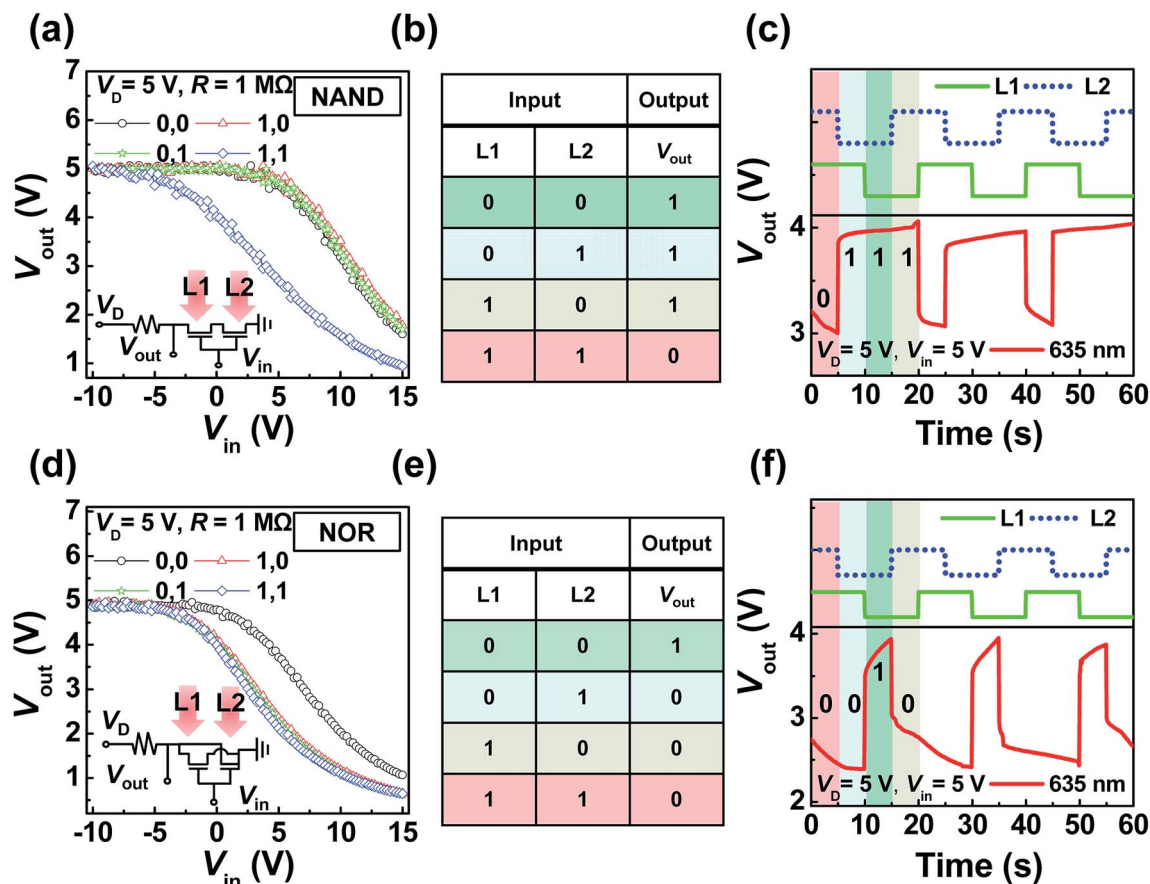 (a)
V_D = 5 V, R = 1 MΩ
NAND
0,0 1,0
0,1 1,1
7
6
5
4
3
2
1
V_out (V)
L1 L2
V_D
V_out
V_in
-10 -5 0 5 10 15
V_in (V)
(b)
Input Output
L1 L2 V_out
0 0 1
0 1 1
1 0 1
1 1 0
(c)
L1 L2
V_out (V)
4
3
0 1 1 1
V_D = 5 V, V_in = 5 V 635 nm
0 10 20 30 40 50 60
Time (s)
(d)
V_D = 5 V, R = 1 MΩ
NOR
0,0 1,0
0,1 1,1
7
6
5
4
3
2
1
0
V_out (V)
L1 L2
V_D
V_out
V_in
-10 -5 0 5 10 15
V_in (V)
(e)
Input Output
L1 L2 V_out
0 0 1
0 1 0
1 0 0
1 1 0
(f)
L1 L2
V_out (V)
4
3
2
0 0 1 0
V_D = 5 V, V_in = 5 V 635 nm
0 10 20 30 40 50 60
Time (s)